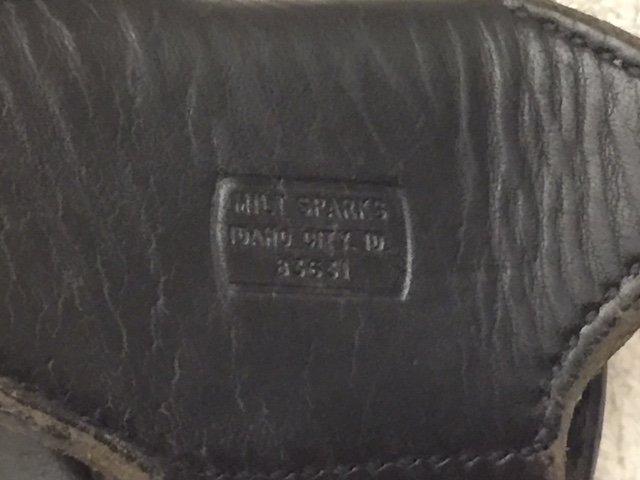 MILT SPARKS
IDAHO CITY, ID.
83631